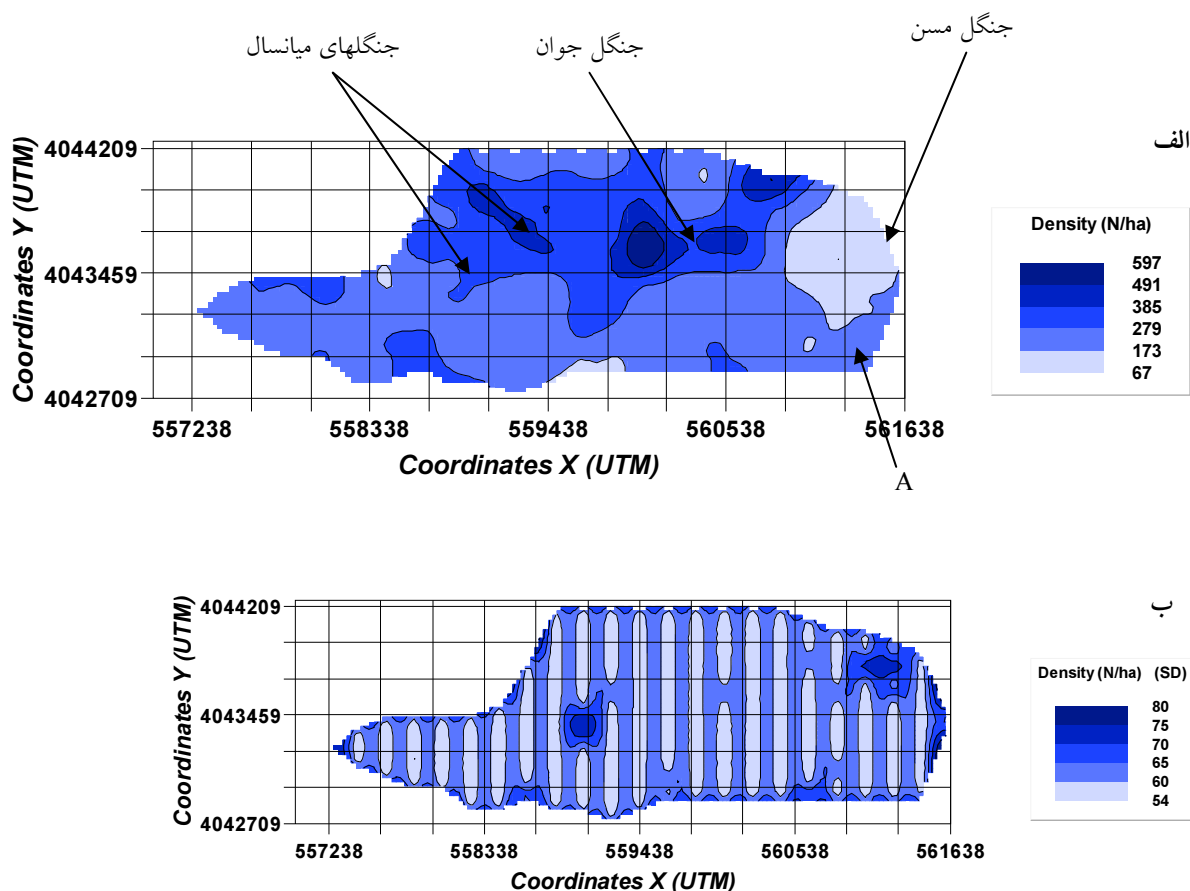 جنگل مسن
جنگلهای میانسال
جنگل جوان
الف
Coordinates Y (UTM)
4044209
4043459
4042709
557238 558338 559438 560538 561638
Coordinates X (UTM)
A
Density (N/ha)
597
491
385
279
173
67
ب
Coordinates Y (UTM)
4044209
4043459
4042709
557238 558338 559438 560538 561638
Coordinates X (UTM)
Density (N/ha) (SD)
80
75
70
65
60
54